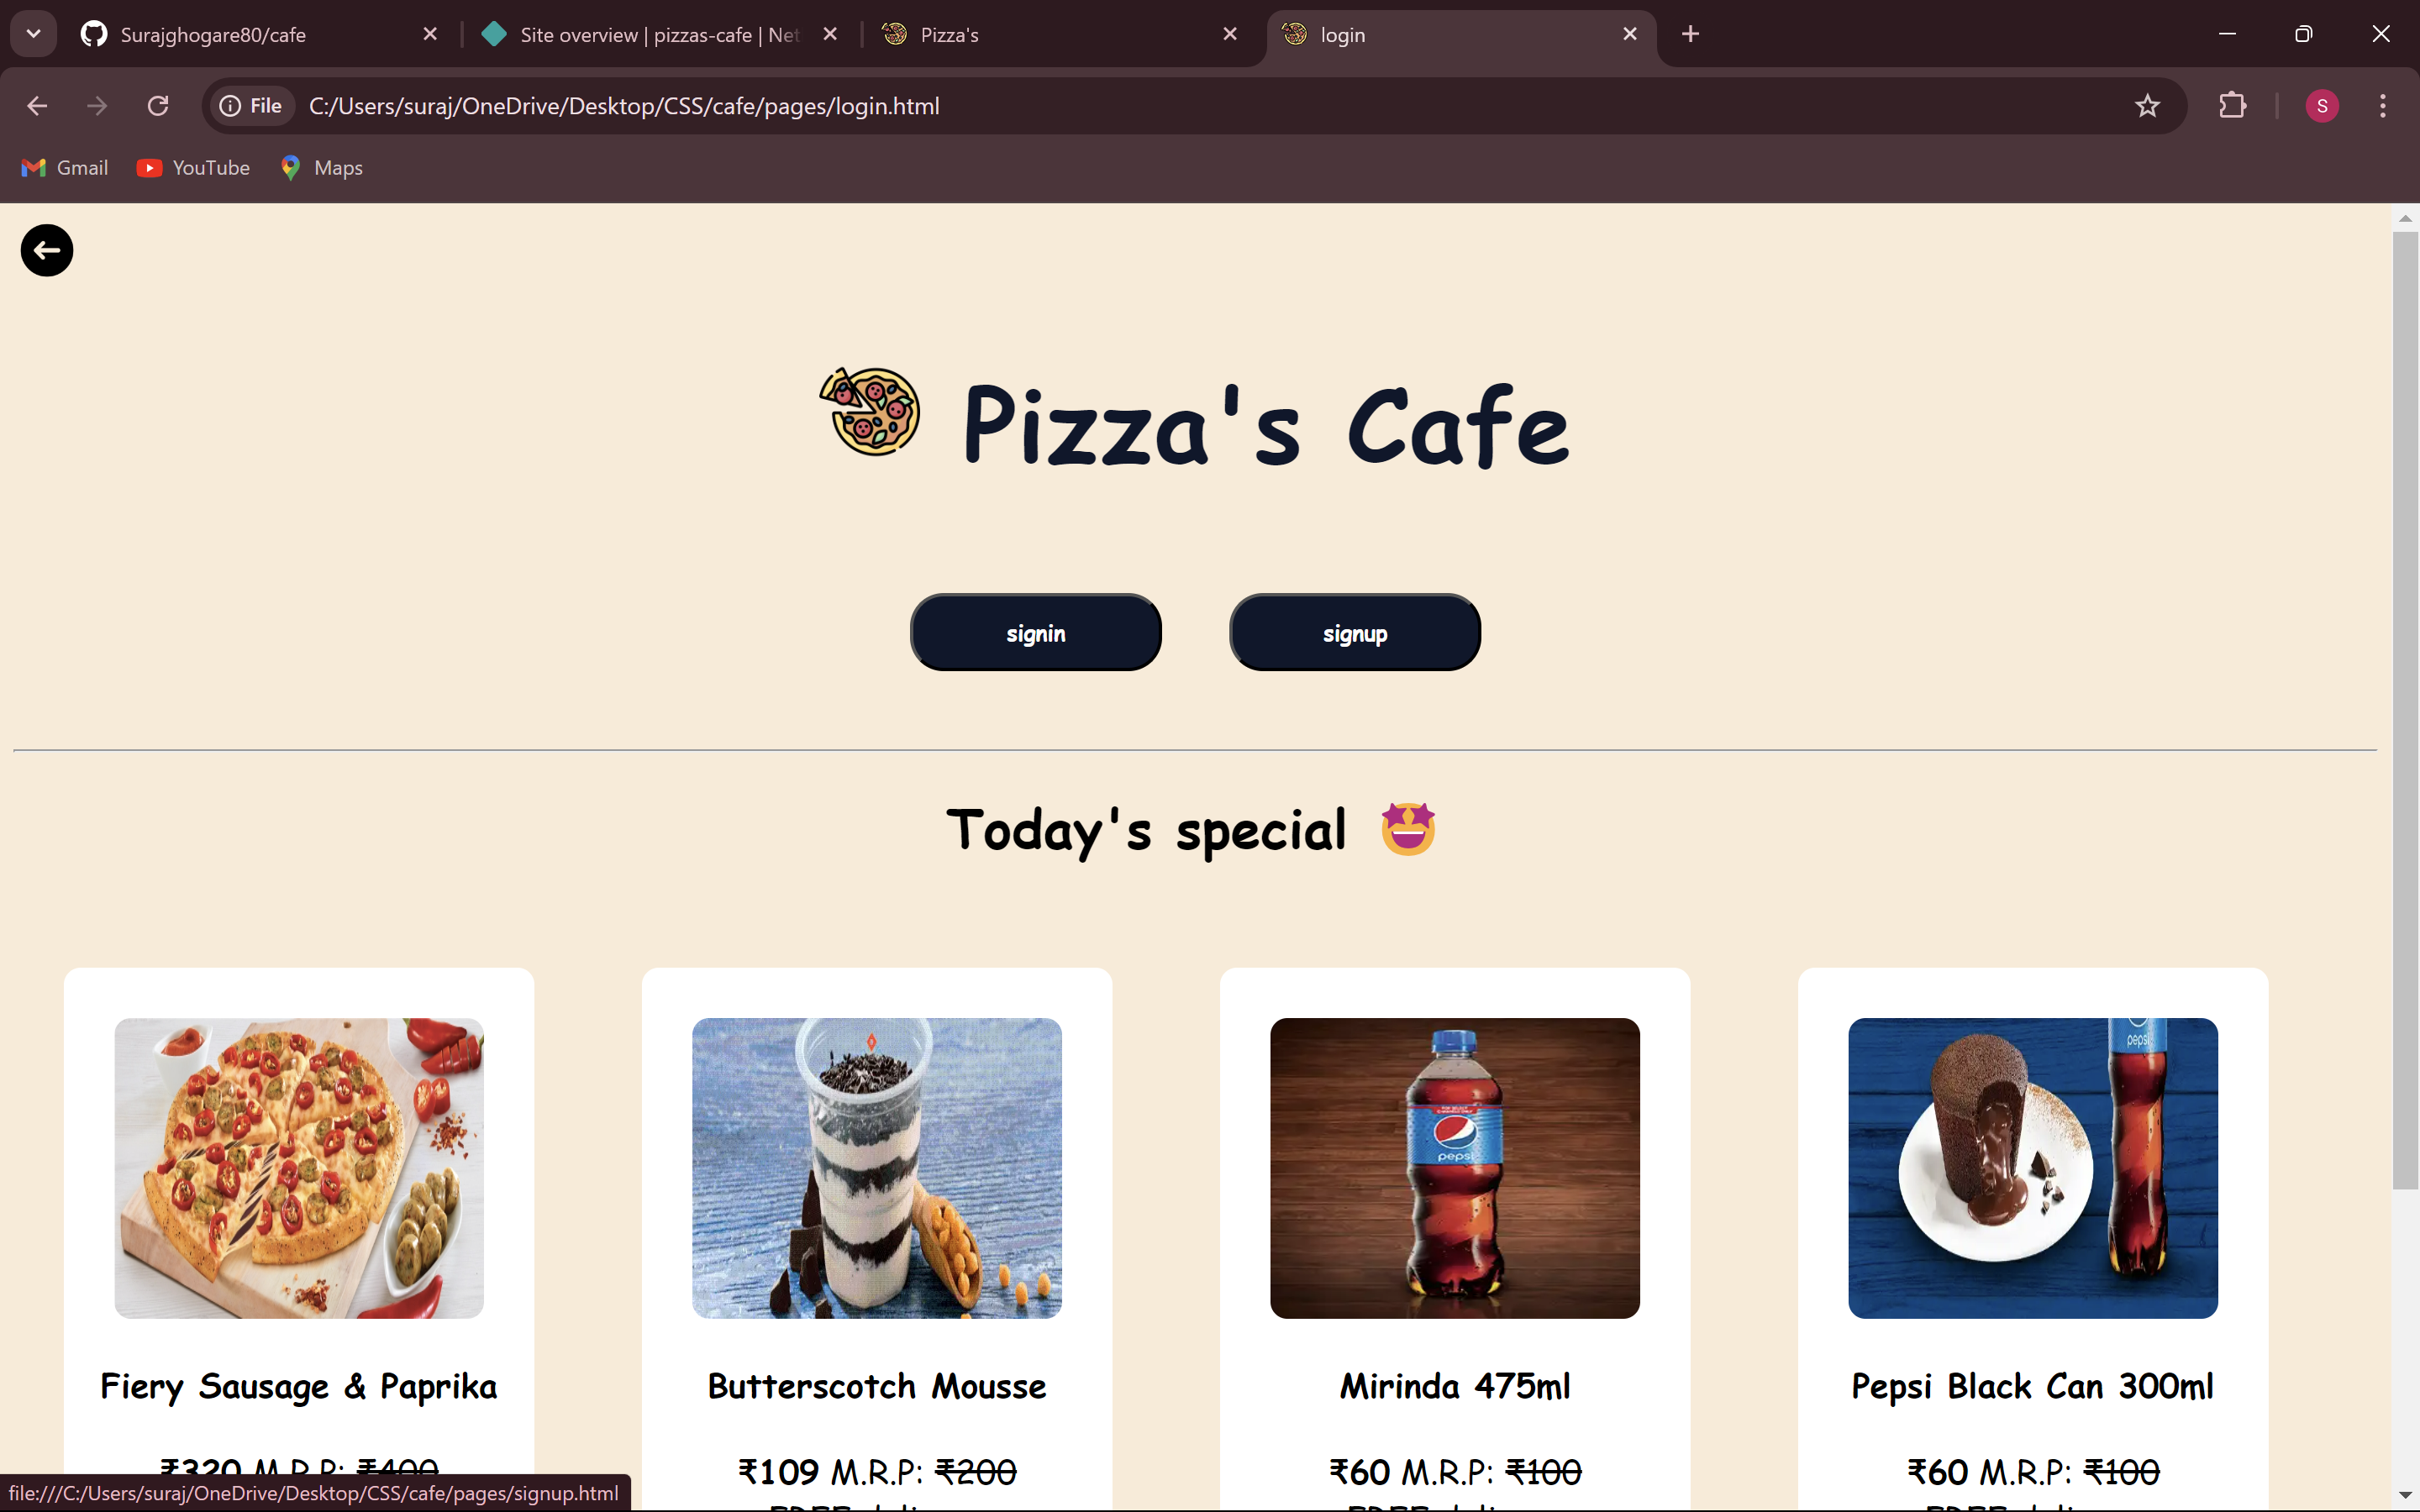 Surajghogare80/cafe
Site overview | pizzas-cafe | Net
Pizza's
login
File
C:/Users/suraj/OneDrive/Desktop/CSS/cafe/pages/login.html
S
Gmail
YouTube
Maps
Pizza's Cafe
signin
signup
Today's special 🤩
pepsi
pepsi
Fiery Sausage & Paprika
Butterscotch Mousse
Mirinda 475ml
Pepsi Black Can 300ml
₹320 M.R.P: ₹400
₹109 M.R.P: ₹200
₹60 M.R.P: ₹100
₹60 M.R.P: ₹100
file:///C:/Users/suraj/OneDrive/Desktop/CSS/cafe/pages/signup.html